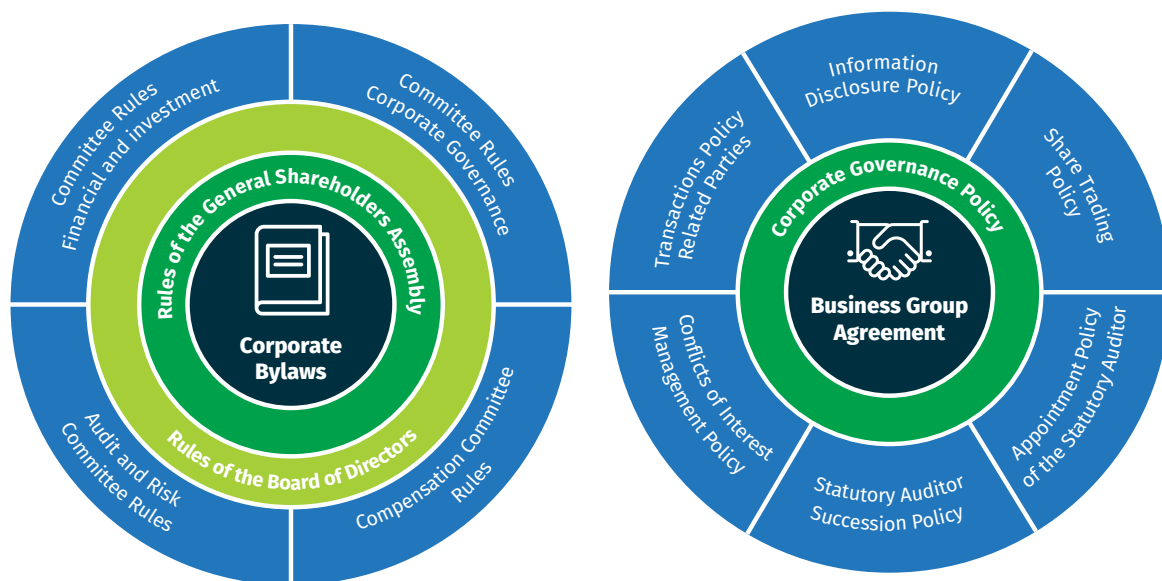 Committee Rules
Financial and investment
Committee Rules
Corporate Governance
Rules of the General Shareholders Assembly
Corporate
Bylaws
Rules of the Board of Directors
Audit and Risk
Committee Rules
Compensation Committee
Rules
Information
Disclosure Policy
Transactions Policy
Related Parties
Share Trading
Policy
Corporate Governance Policy
Business Group
Agreement
Conflicts of Interest
Management Policy
Appointment Policy
of the Statutory Auditor
Statutory Auditor
Succession Policy